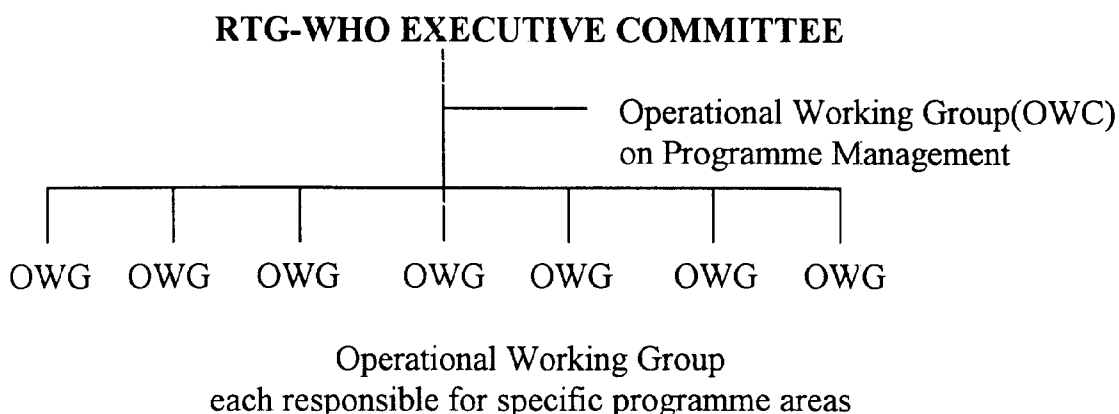 RTG-WHO EXECUTIVE COMMITTEE
Operational Working Group(OWC)
on Programme Management
OWG OWG OWG OWG OWG OWG OWG
Operational Working Group
each responsible for specific programme areas